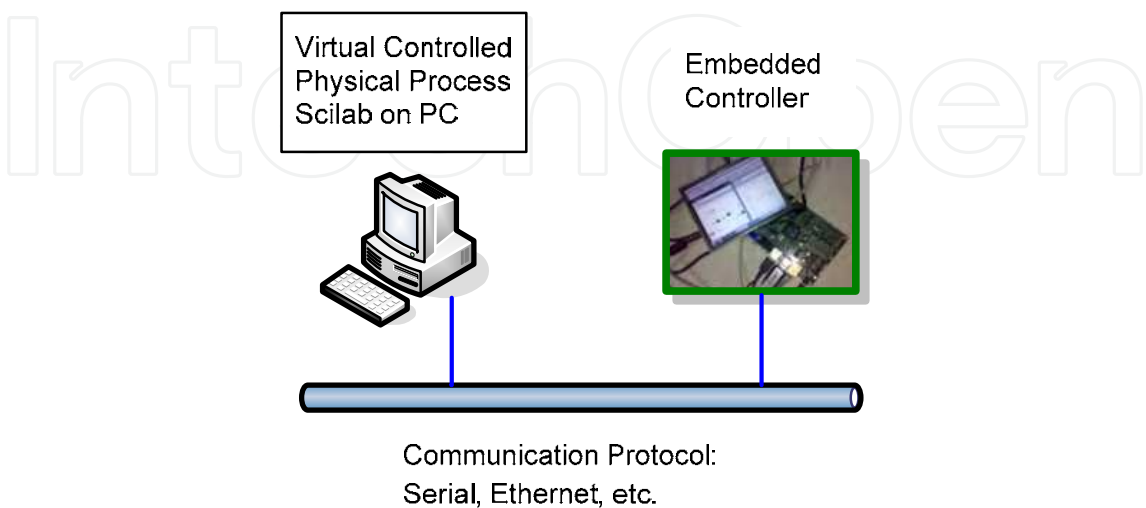 IntechOpen
Virtual Controlled
Physical Process
Scilab on PC
Embedded
Controller
Communication Protocol:
Serial, Ethernet, etc.